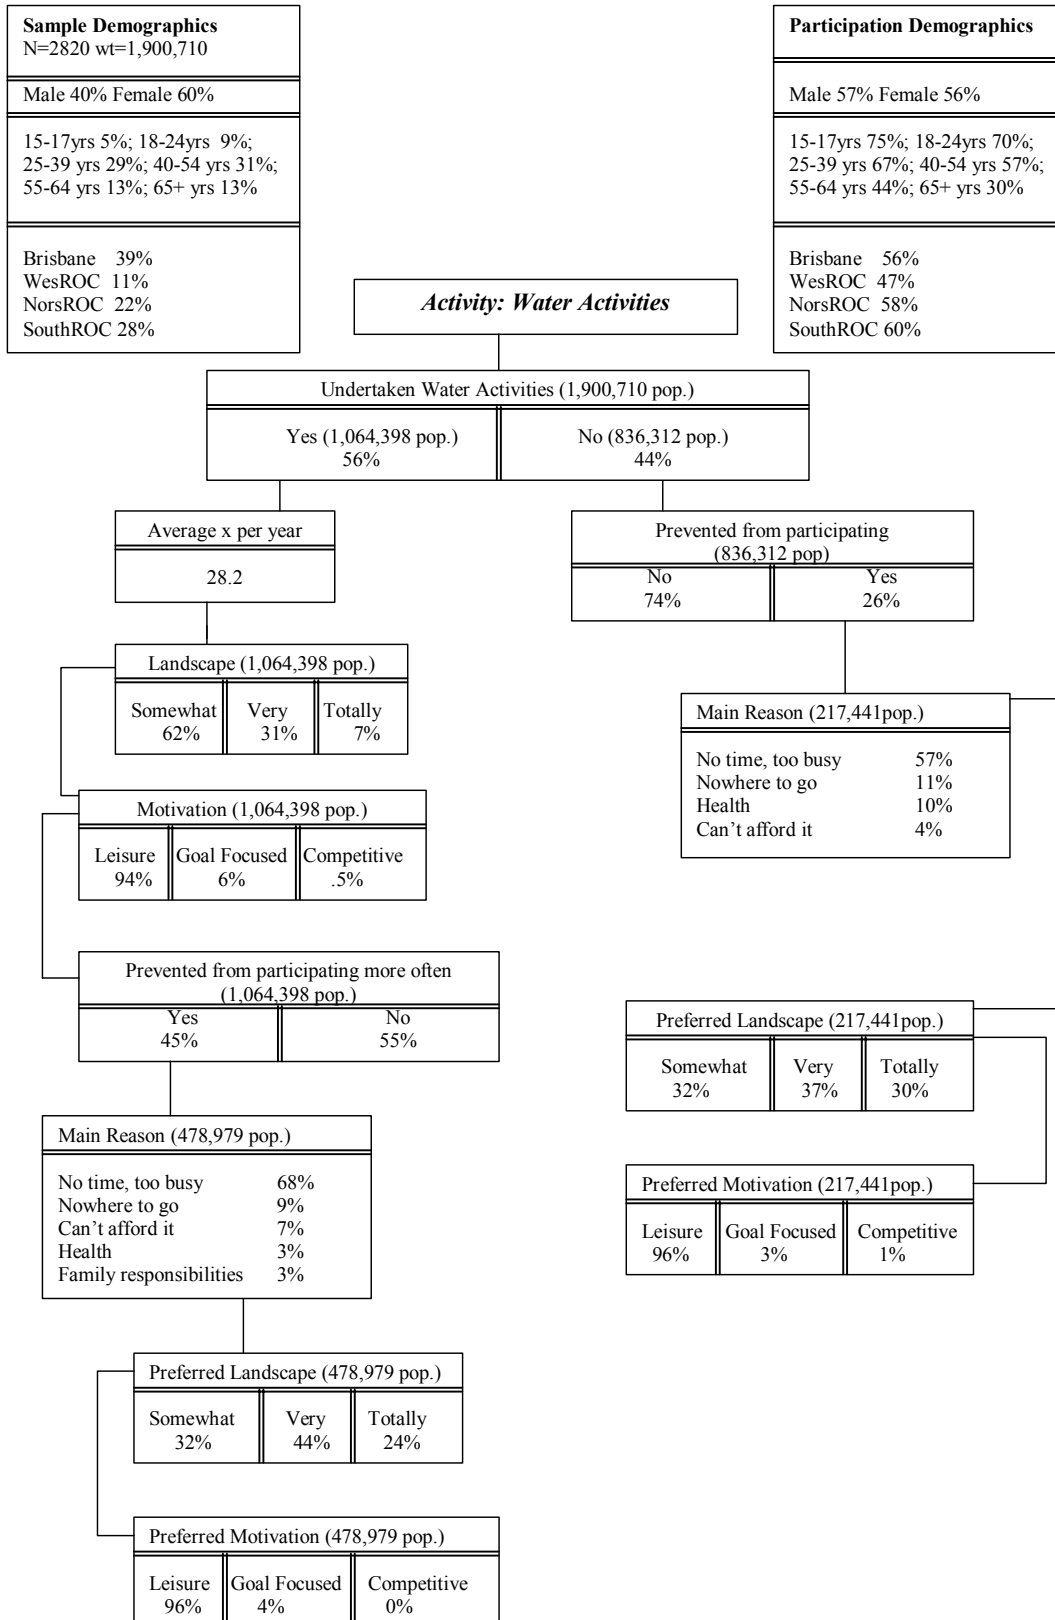 Sample Demographics
N=2820 wt=1,900,710
Male 40% Female 60%
15-17yrs 5%; 18-24yrs 9%;
25-39 yrs 29%; 40-54 yrs 31%;
55-64 yrs 13%; 65+ yrs 13%
Brisbane 39%
WesROC 11%
NorsROC 22%
SouthROC 28%
Participation Demographics
Male 57% Female 56%
15-17yrs 75%; 18-24yrs 70%;
25-39 yrs 67%; 40-54 yrs 57%;
55-64 yrs 44%; 65+ yrs 30%
Brisbane 56%
WesROC 47%
NorsROC 58%
SouthROC 60%
Activity: Water Activities
Undertaken Water Activities (1,900,710 pop.)
Yes (1,064,398 pop.) No (836,312 pop.)
56% 44%
Average x per year
28.2
Prevented from participating
(836,312 pop)
No Yes
74% 26%
Landscape (1,064,398 pop.)
Somewhat Very Totally
62% 31% 7%
Main Reason (217,441pop.)
No time, too busy 57%
Nowhere to go 11%
Health 10%
Can't afford it 4%
Motivation (1,064,398 pop.)
Leisure Goal Focused Competitive
94% 6% .5%
Prevented from participating more often
(1,064,398 pop.)
Yes No
45% 55%
Preferred Landscape (217,441pop.)
Somewhat Very Totally
32% 37% 30%
Main Reason (478,979 pop.)
No time, too busy 68%
Nowhere to go 9%
Can't afford it 7%
Health 3%
Family responsibilities 3%
Preferred Motivation (217,441pop.)
Leisure Goal Focused Competitive
96% 3% 1%
Preferred Landscape (478,979 pop.)
Somewhat Very Totally
32% 44% 24%
Preferred Motivation (478,979 pop.)
Leisure Goal Focused Competitive
96% 4% 0%